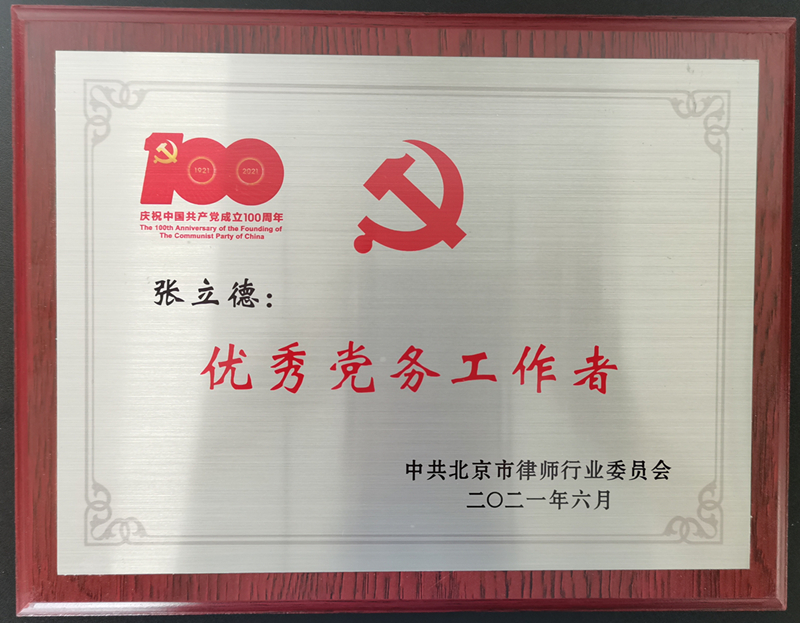 100
1921 2021
庆祝中国共产党成立100周年
The 100th Anniversary of the Founding of
The Communist Party of China
张立德：
优秀党务工作者
中共北京市律师行业委员会
二〇二一年六月